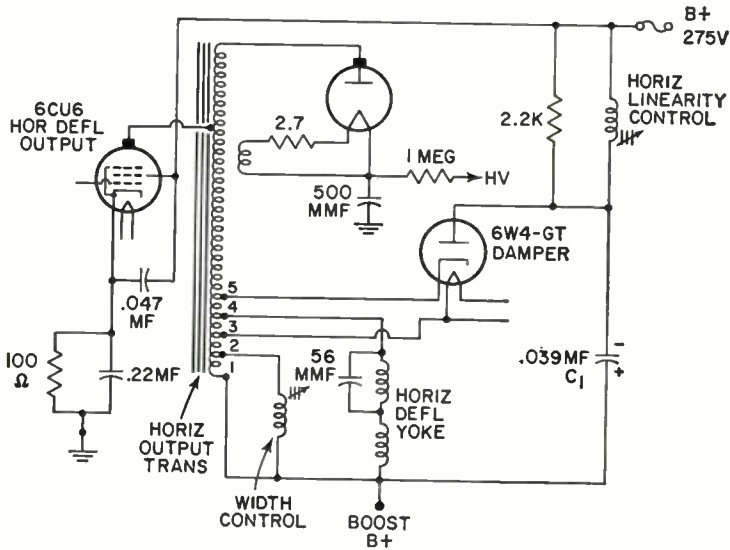 B+
275V
6CU6
HOR DEFL
OUTPUT
2.7
2.2K
HORIZ
LINEARITY
CONTROL
1 MEG
HV
500
MMF
6W4-GT
DAMPER
.047
MF
5
4
3
2
1
100
Ω
.22MF
56
MMF
.039MF
C1
-
+
HORIZ
DEFL
YOKE
HORIZ
OUTPUT
TRANS
WIDTH
CONTROL
BOOST
B+